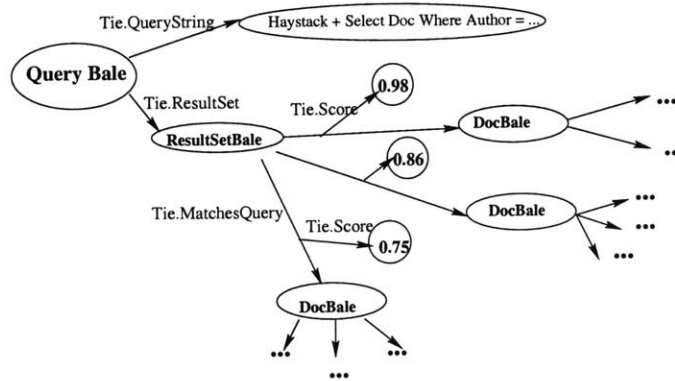 Tie.QueryString
Haystack + Select Doc Where Author = ...
Query Bale
Tie.ResultSet
Tie.Score
0.98
ResultSetBale
DocBale
...
...
0.86
Tie.MatchesQuery
Tie.Score
0.75
DocBale
...
...
...
DocBale
...
...
...